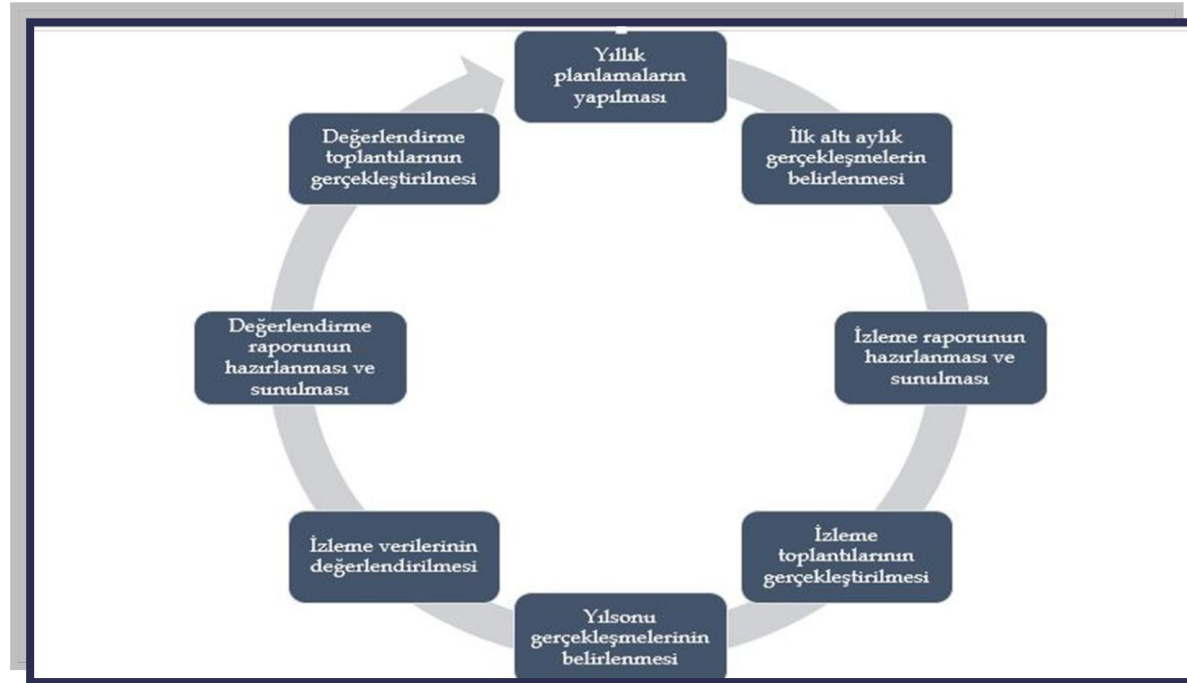 Yıllık
planlamaların
yapılması
İlk altı aylık
gerçekleşmelerin
belirlenmesi
İzleme raporunun
hazırlanması ve
sunulması
İzleme
toplantılarının
gerçekleştirilmesi
Yılsonu
gerçekleşmelerinin
belirlenmesi
İzleme verilerinin
değerlendirilmesi
Değerlendirme
raporunun
hazırlanması ve
sunulması
Değerlendirme
toplantılarının
gerçekleştirilmesi